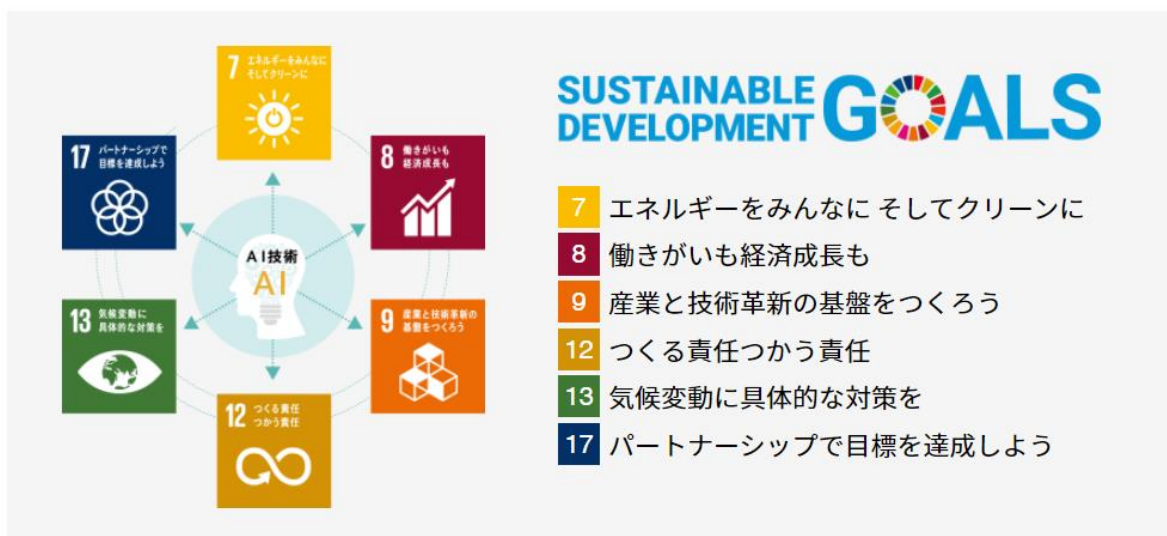 7 エネルギーをみんなに
そしてクリーンに
17 パートナーシップで
目標を達成しよう
8 働きがいも
経済成長も
AI技術
AI
13 気候変動に
具体的な対策を
9 産業と技術革新の
基盤をつくろう
12 つくる責任
つかう責任
SUSTAINABLE
DEVELOPMENT GOALS
7 エネルギーをみんなに そしてクリーンに
8 働きがいも経済成長も
9 産業と技術革新の基盤をつくろう
12 つくる責任つかう責任
13 気候変動に具体的な対策を
17 パートナーシップで目標を達成しよう